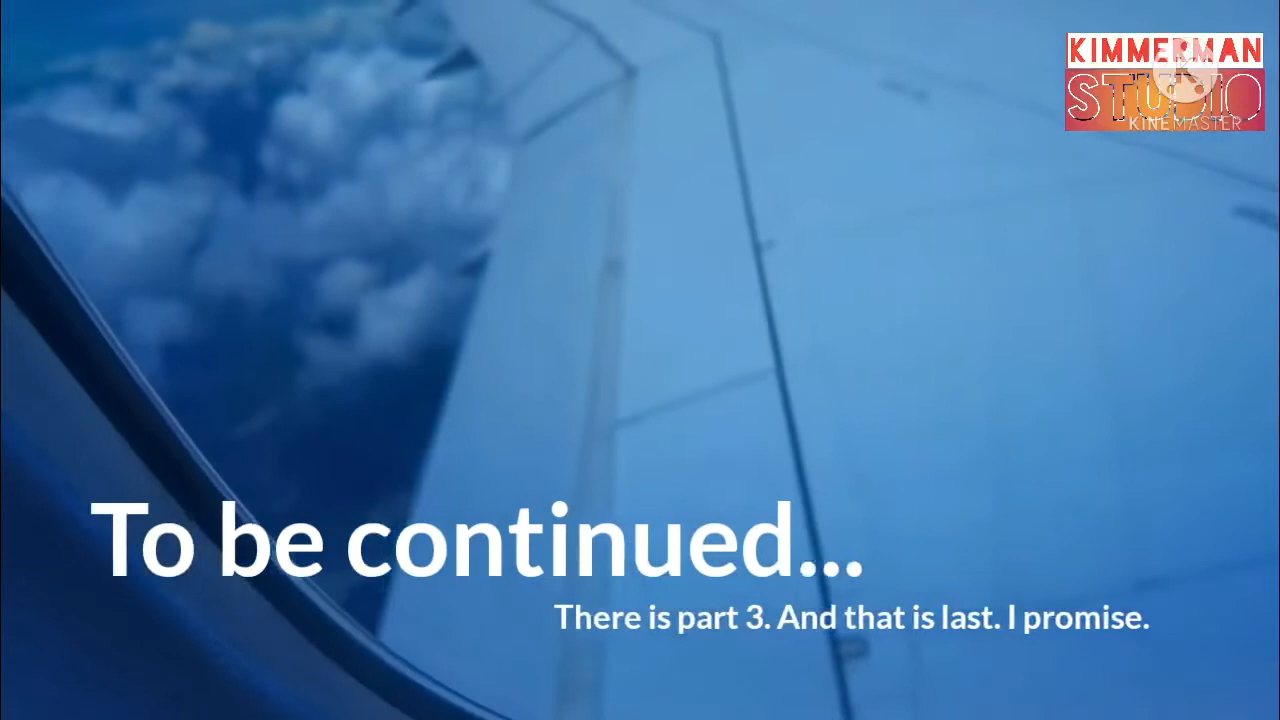 KIMMERMAN
STUDIO
KINEMASTER
To be continued...
There is part 3. And that is last. I promise.